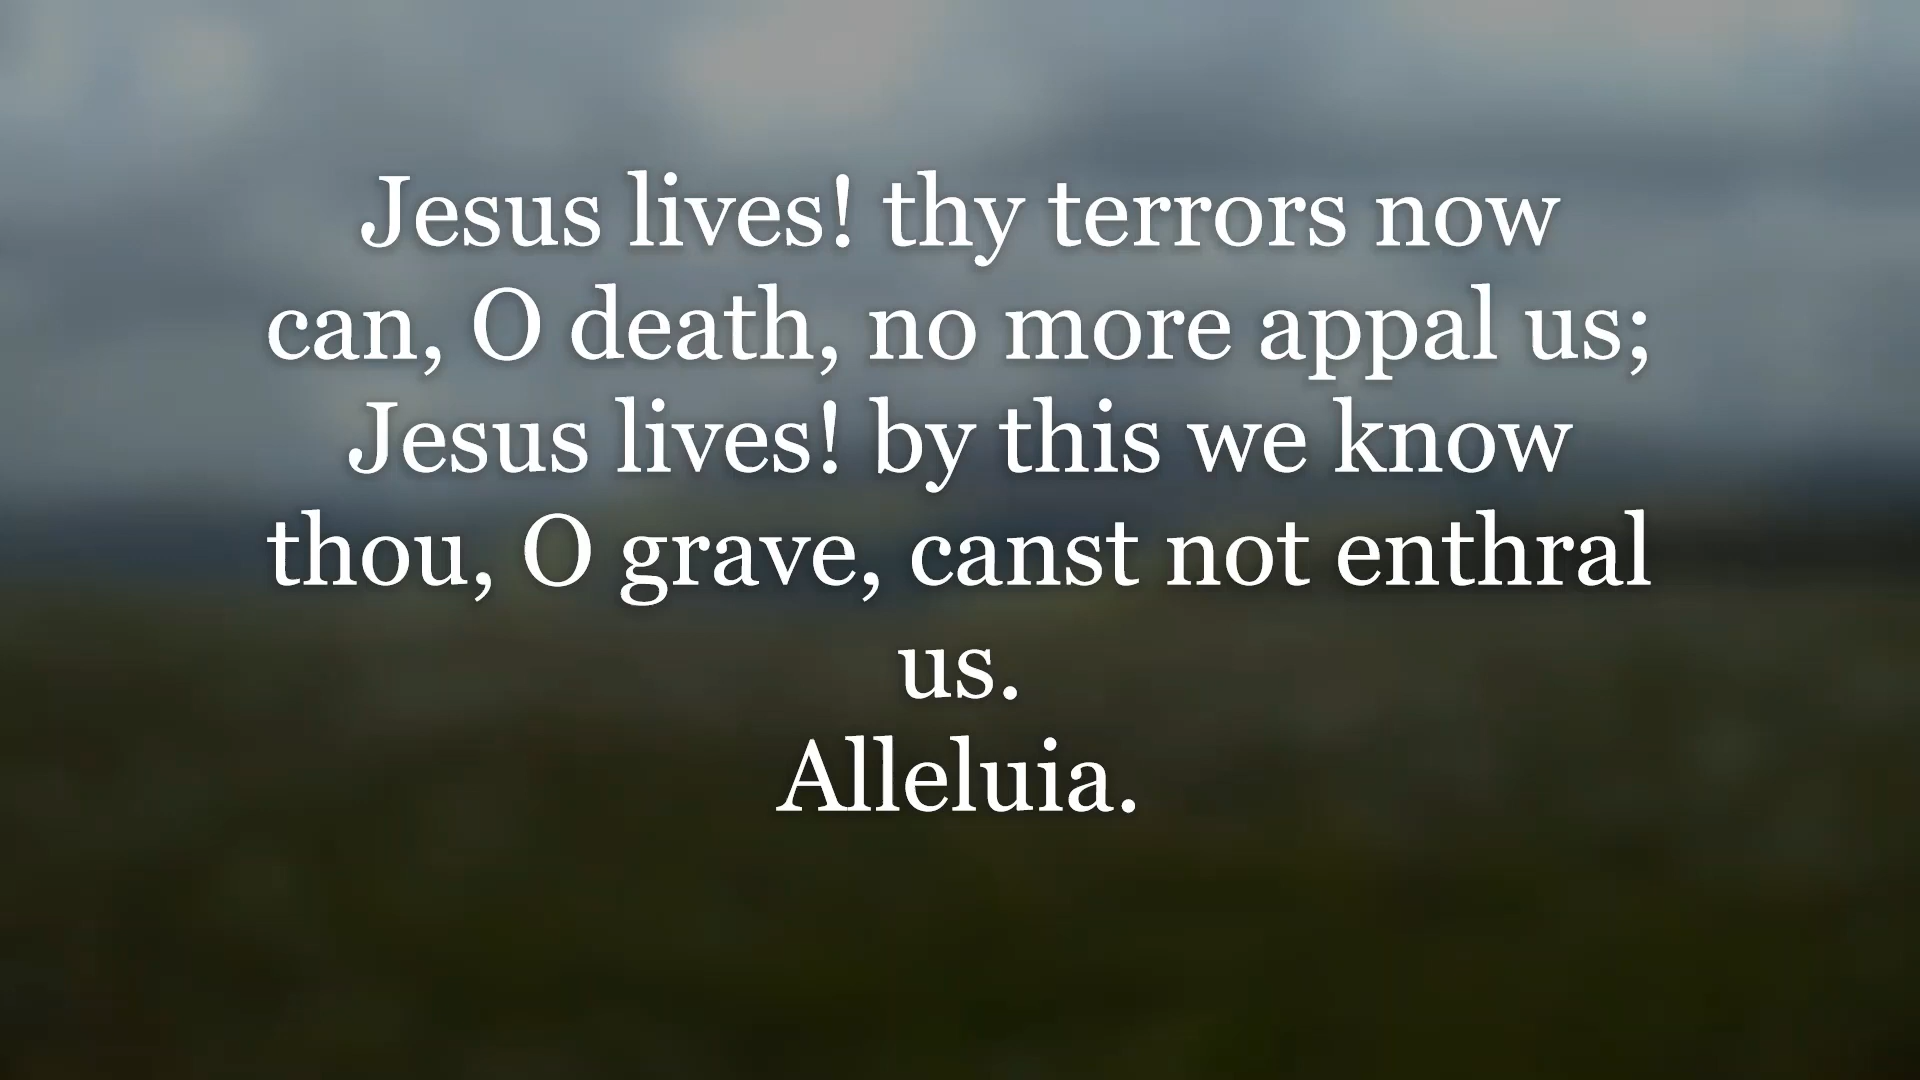 Jesus lives! thy terrors now
can, O death, no more appal us;
Jesus lives! by this we know
thou, O grave, canst not enthral
us.
Alleluia.